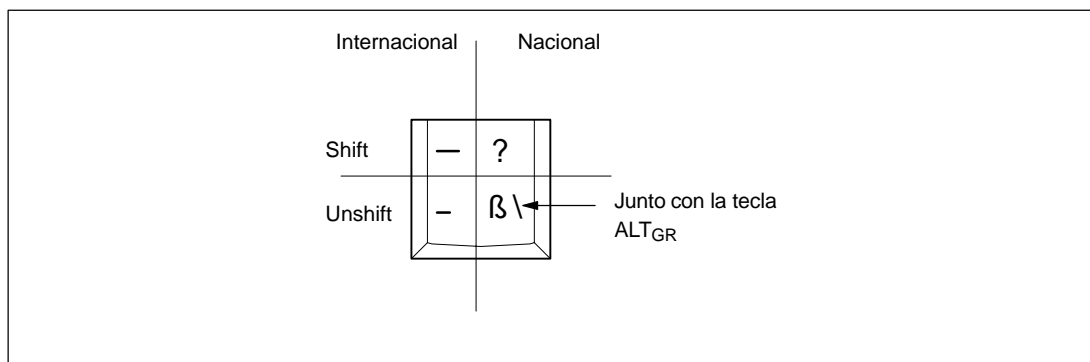 Internacional Nacional
Shift — ?
Unshift – ß \ Junto con la tecla
ALTGR